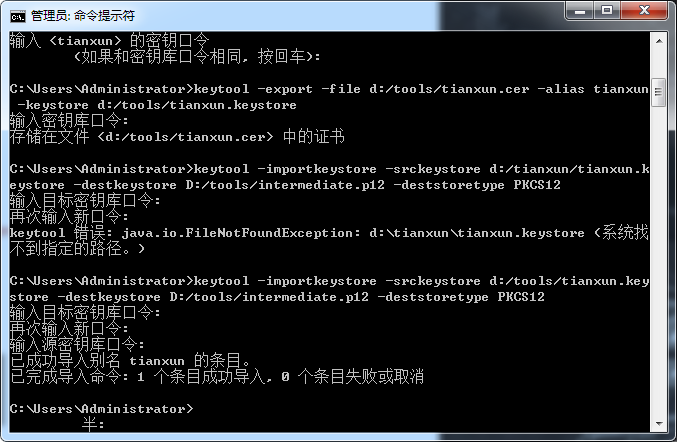 管理员: 命令提示符
输入 <tianxun> 的密钥口令
(如果和密钥库口令相同, 按回车):
C:\Users\Administrator>keytool -export -file d:/tools/tianxun.cer -alias tianxun
-keystore d:/tools/tianxun.keystore
输入密钥库口令:
存储在文件 <d:/tools/tianxun.cer> 中的证书
C:\Users\Administrator>keytool -importkeystore -srckeystore d:/tianxun/tianxun.k
eystore -destkeystore D:/tools/intermediate.p12 -deststoretype PKCS12
输入目标密钥库口令:
再次输入新口令:
keytool 错误: java.io.FileNotFoundException: d:\tianxun\tianxun.keystore (系统找
不到指定的路径。)
C:\Users\Administrator>keytool -importkeystore -srckeystore d:/tools/tianxun.key
store -destkeystore D:/tools/intermediate.p12 -deststoretype PKCS12
输入目标密钥库口令:
再次输入新口令:
输入源密钥库口令:
已成功导入别名 tianxun 的条目。
已完成导入命令: 1 个条目成功导入, 0 个条目失败或取消
C:\Users\Administrator>
半: